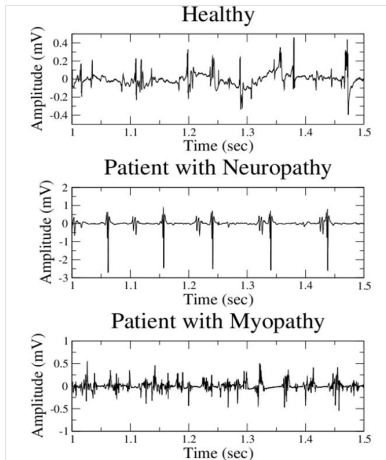 Healthy
Amplitude (mV)
0.4
0.2
0
-0.2
-0.4
1 1.1 1.2 1.3 1.4 1.5
Time (sec)
Patient with Neuropathy
Amplitude (mV)
2
1
0
-1
-2
-3
1 1.1 1.2 1.3 1.4 1.5
Time (sec)
Patient with Myopathy
Amplitude (mV)
1
0.5
0
-0.5
-1
1 1.1 1.2 1.3 1.4 1.5
Time (sec)